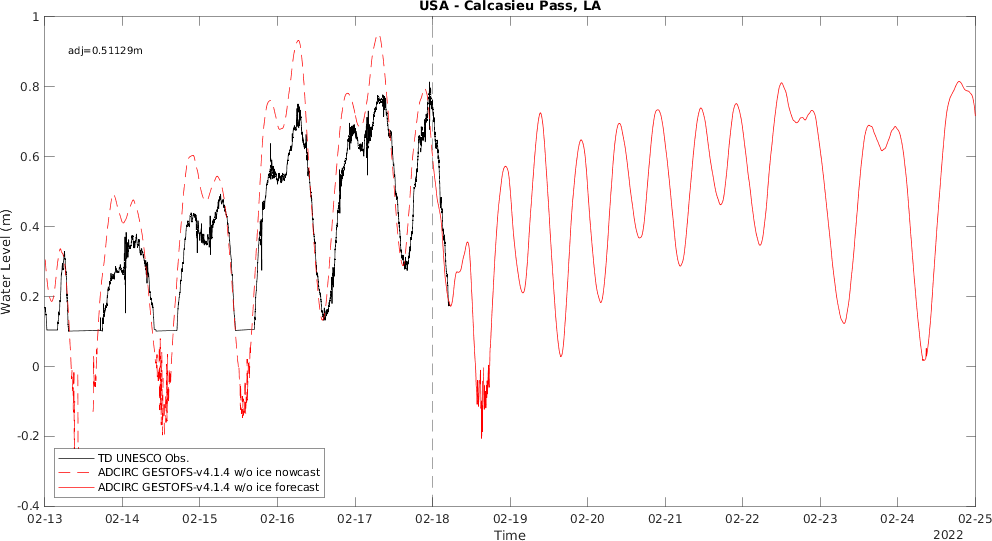 USA - Calcasieu Pass, LA
adj=0.51129m
1
0.8
0.6
0.4
0.2
0
-0.2
-0.4
Water Level (m)
TD UNESCO Obs.
ADCIRC GESTOFS-v4.1.4 w/o ice nowcast
ADCIRC GESTOFS-v4.1.4 w/o ice forecast
02-13 02-14 02-15 02-16 02-17 02-18 02-19 02-20 02-21 02-22 02-23 02-24 02-25
Time
2022